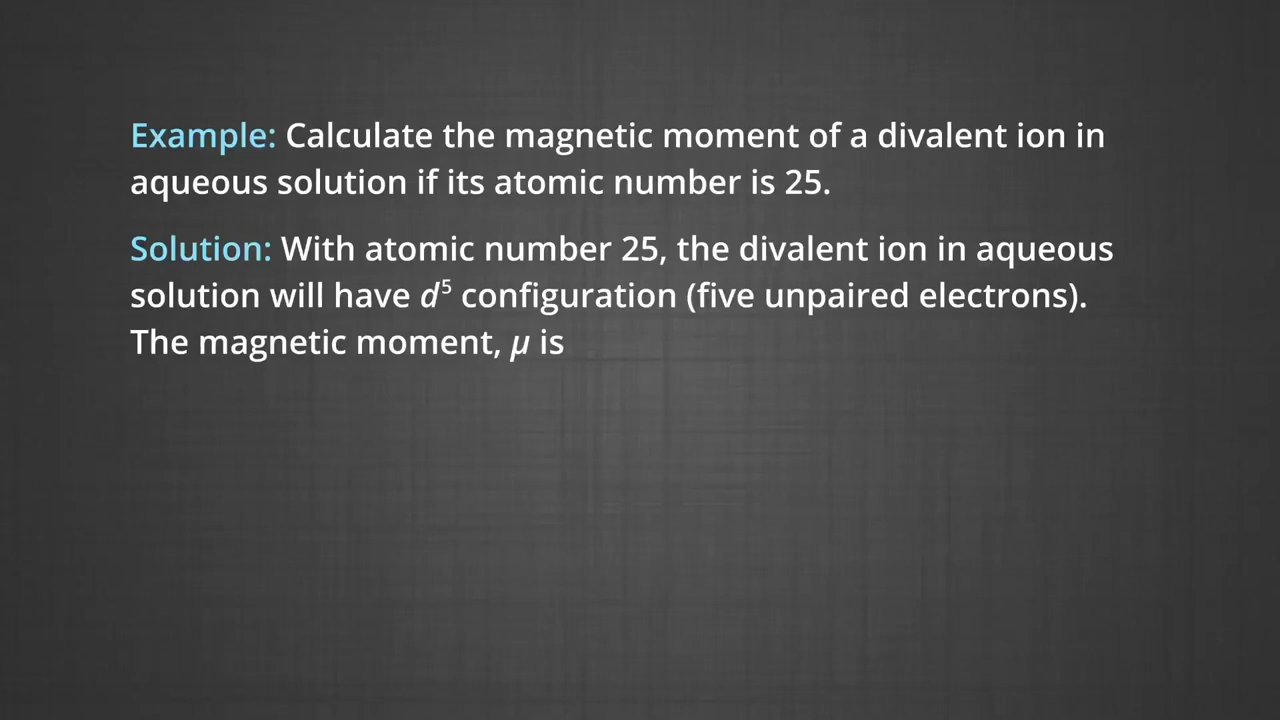 Example: Calculate the magnetic moment of a divalent ion in
aqueous solution if its atomic number is 25.
Solution: With atomic number 25, the divalent ion in aqueous
solution will have d⁵ configuration (five unpaired electrons).
The magnetic moment, μ is